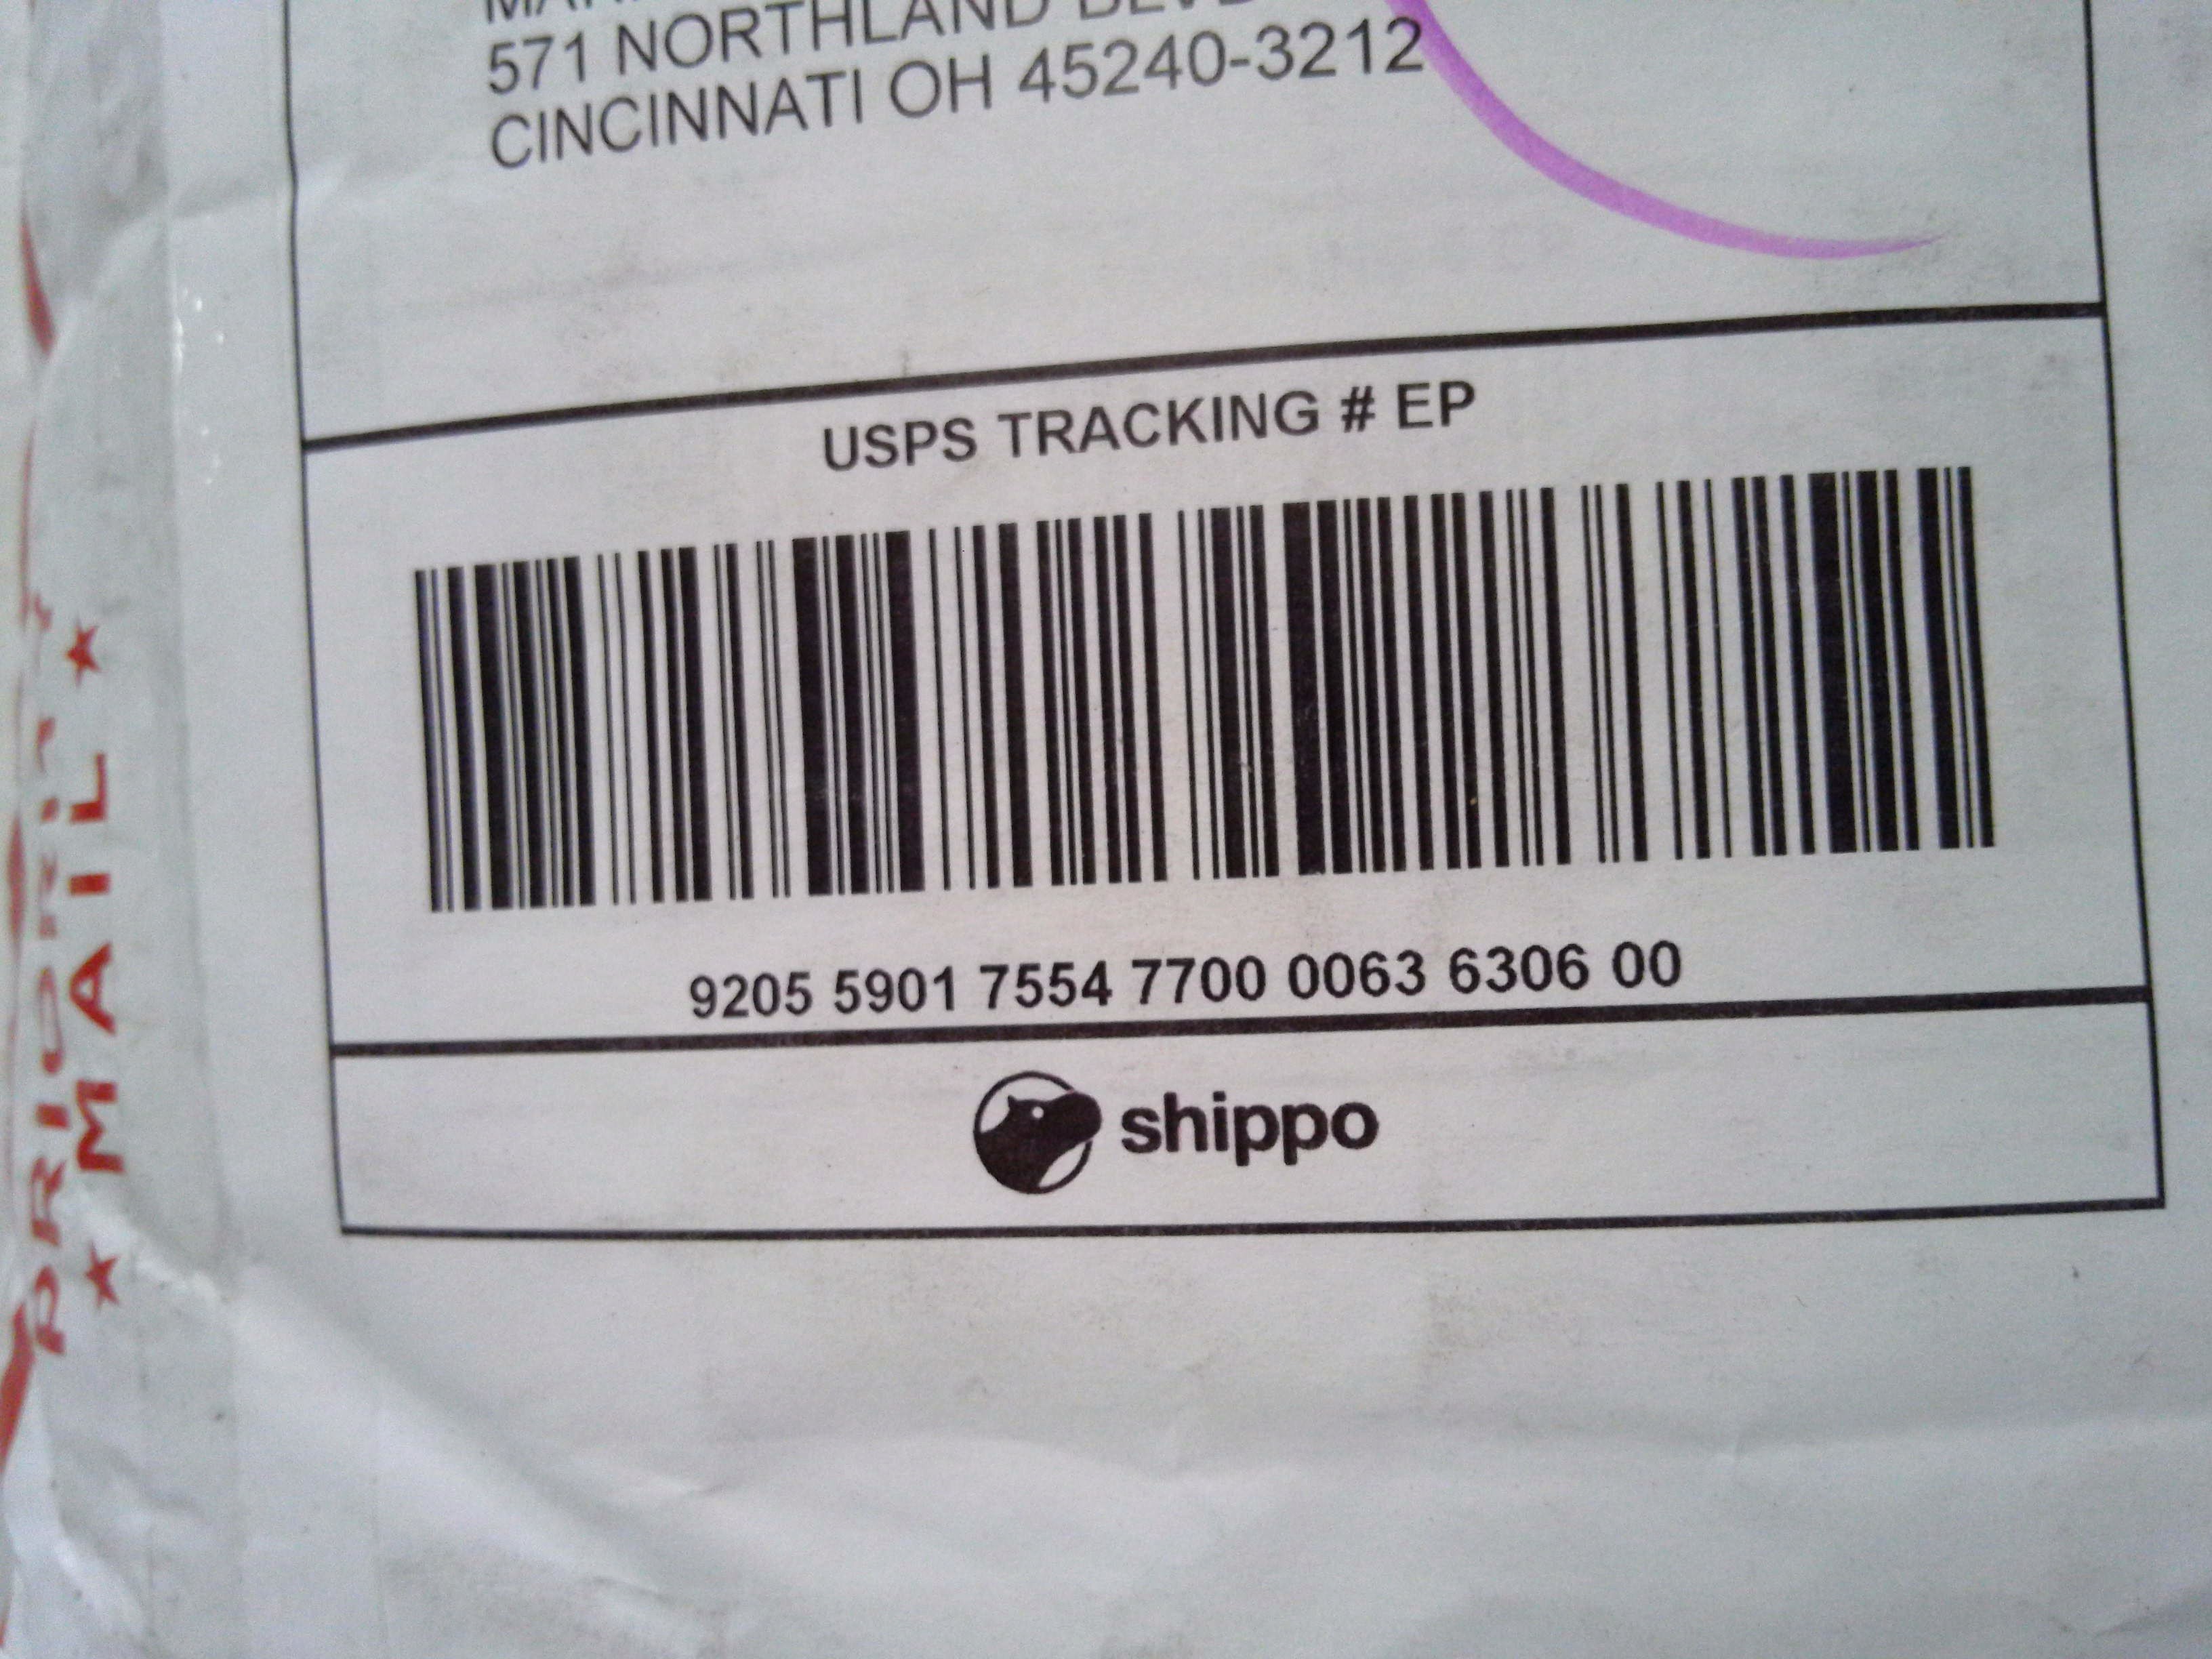 571 NORTHLAND BLVD
CINCINNATI OH 45240-3212
USPS TRACKING # EP
9205 5901 7554 7700 0063 6306 00
shippo
PRIORITY
★ MAIL ★